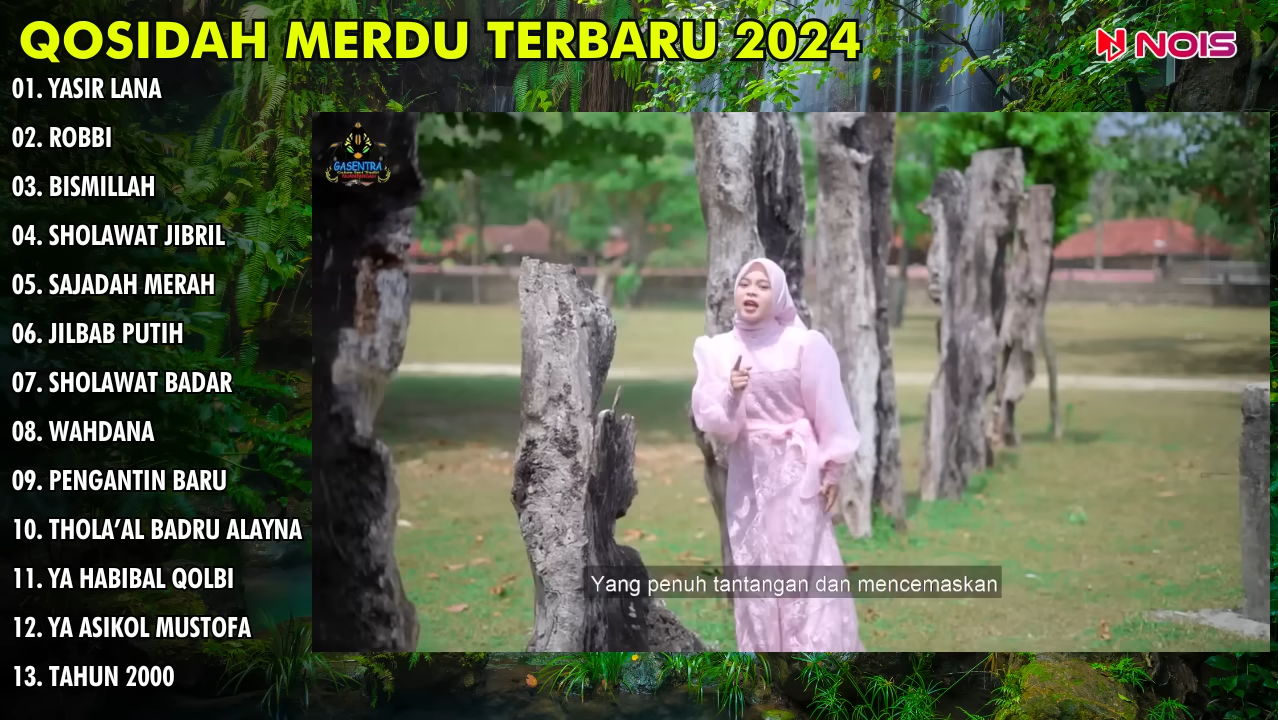 QOSIDAH MERDU TERBARU 2024
NOIS
01. YASIR LANA
02. ROBBI
03. BISMILLAH
04. SHOLAWAT JIBRIL
05. SAJADAH MERAH
06. JILBAB PUTIH
07. SHOLAWAT BADAR
08. WAHDANA
09. PENGANTIN BARU
10. THOLA’AL BADRU ALAYNA
11. YA HABIBAL QOLBI
12. YA ASIKOL MUSTOFA
13. TAHUN 2000
GASENTRA
Yang penuh tantangan dan mencemaskan